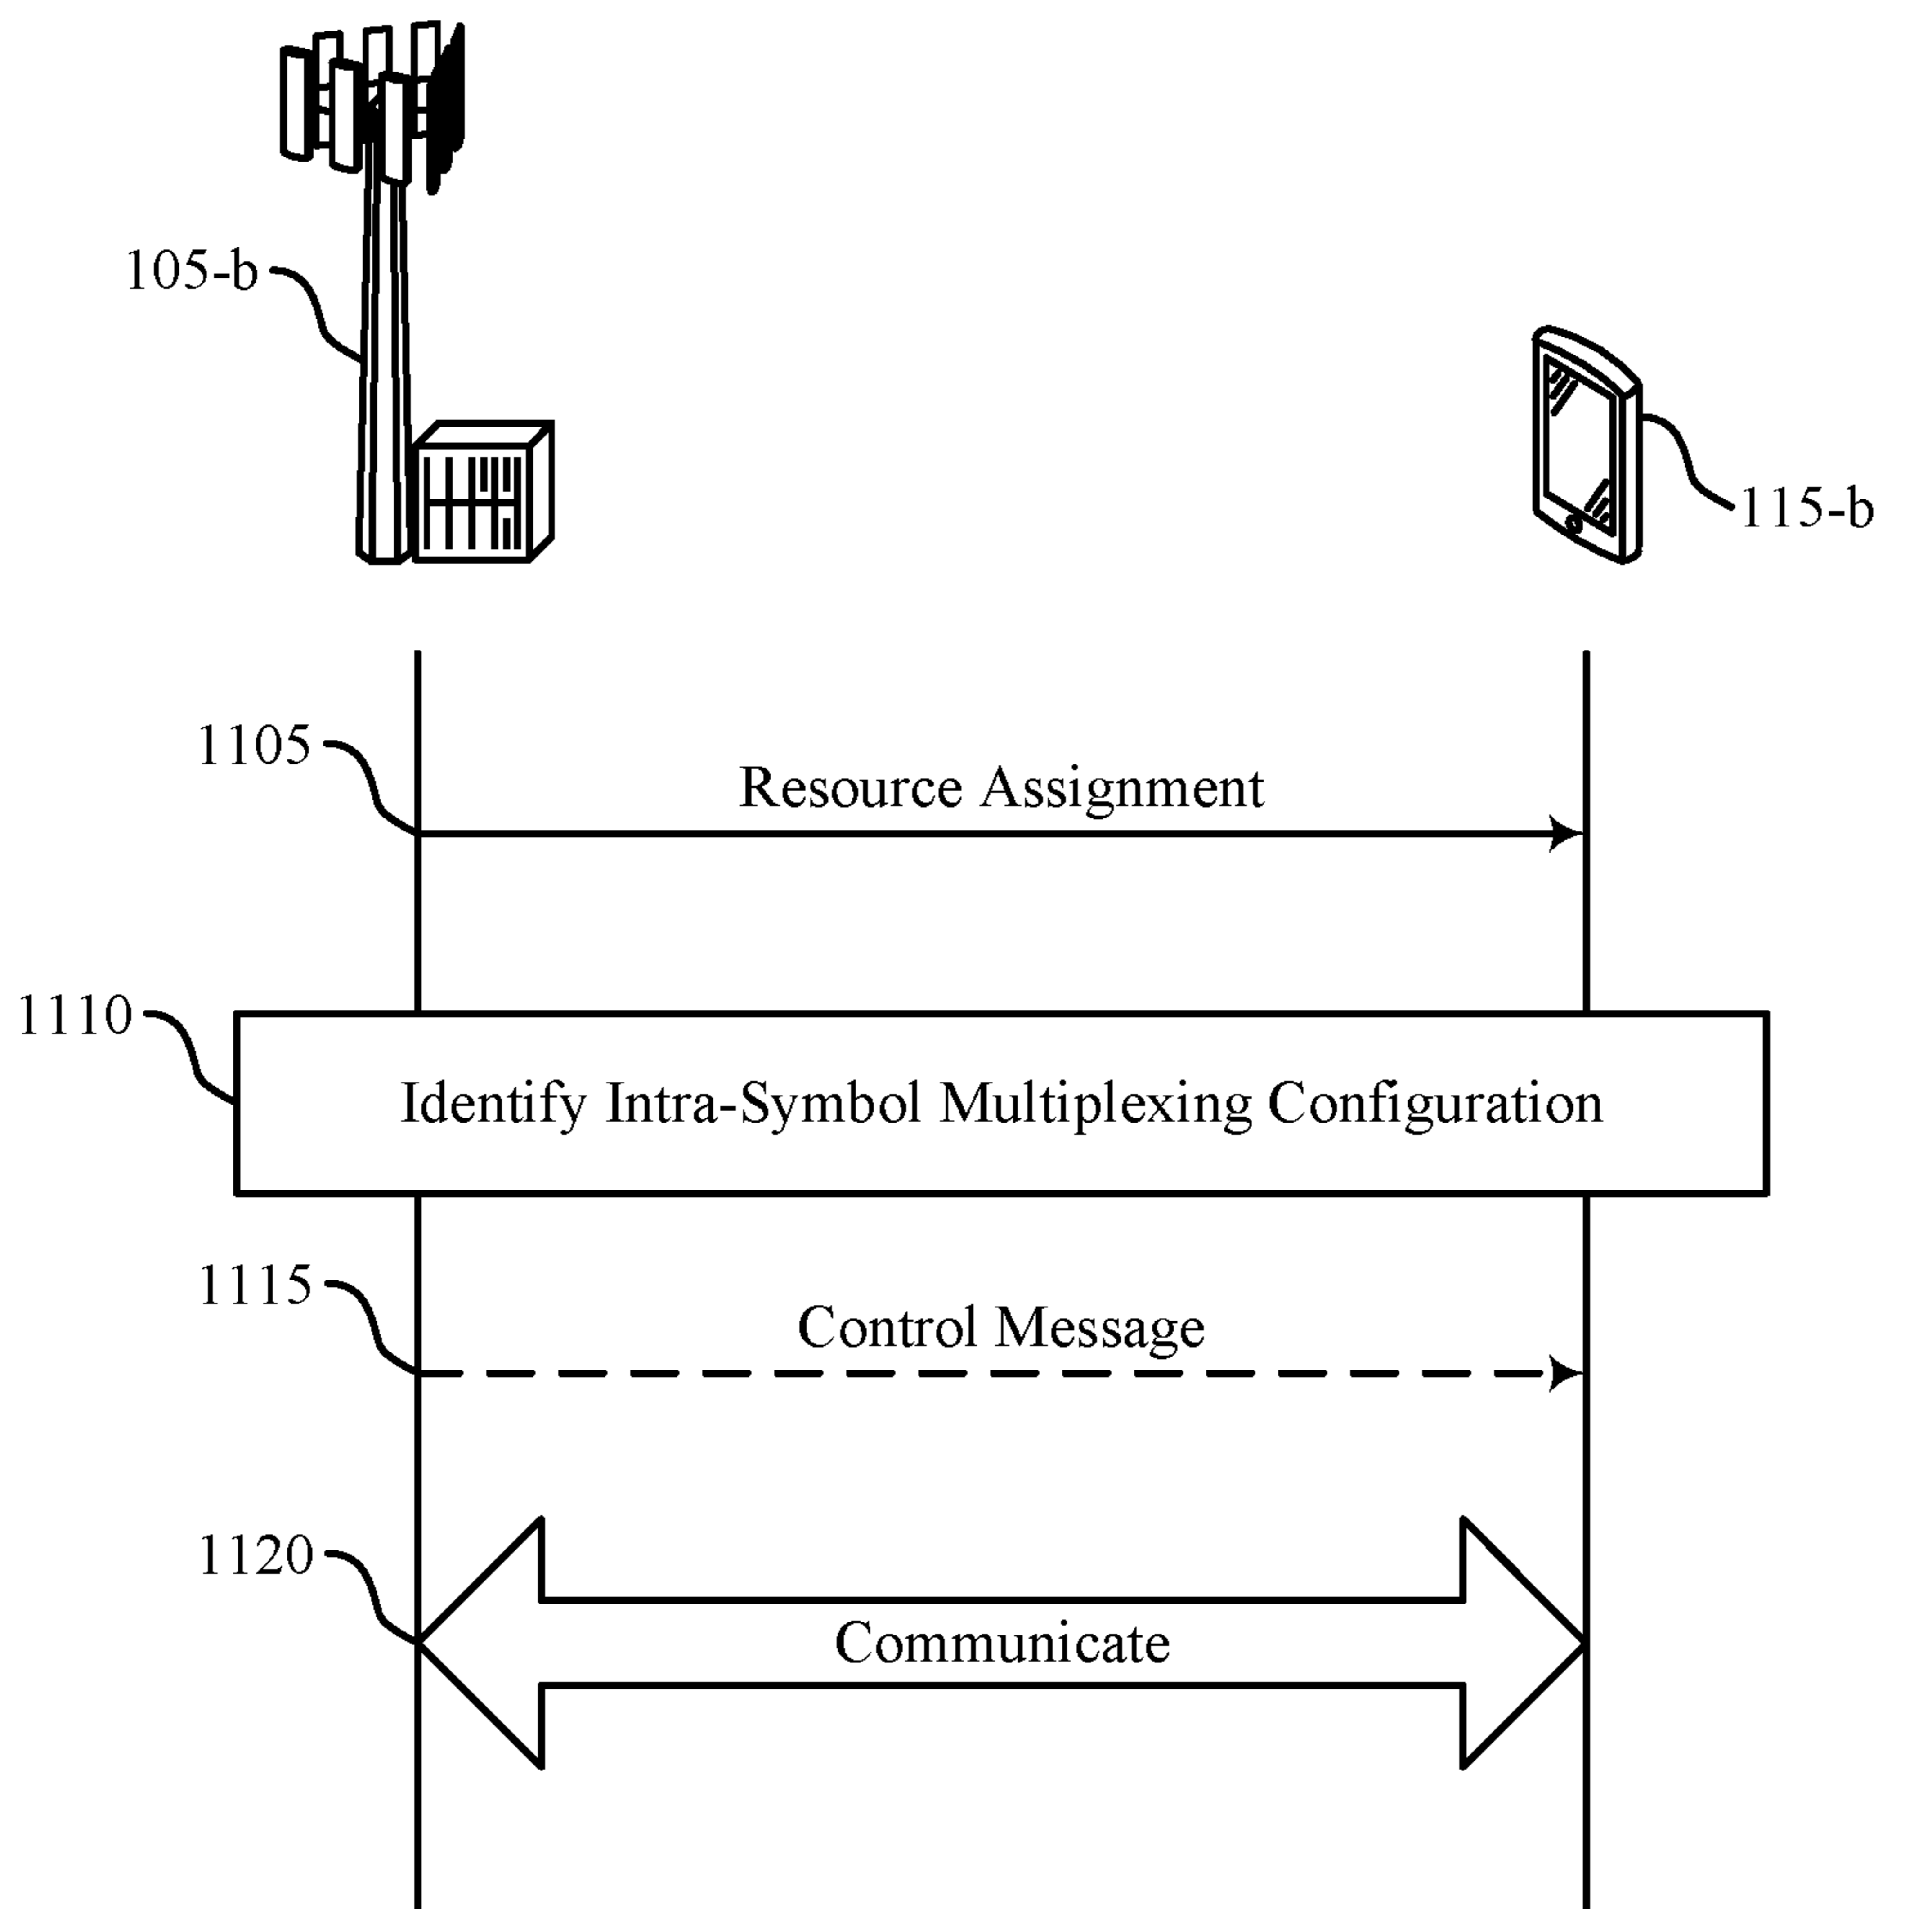 105-b
115-b
1105
Resource Assignment
1110
Identify Intra-Symbol Multiplexing Configuration
1115
Control Message
1120
Communicate